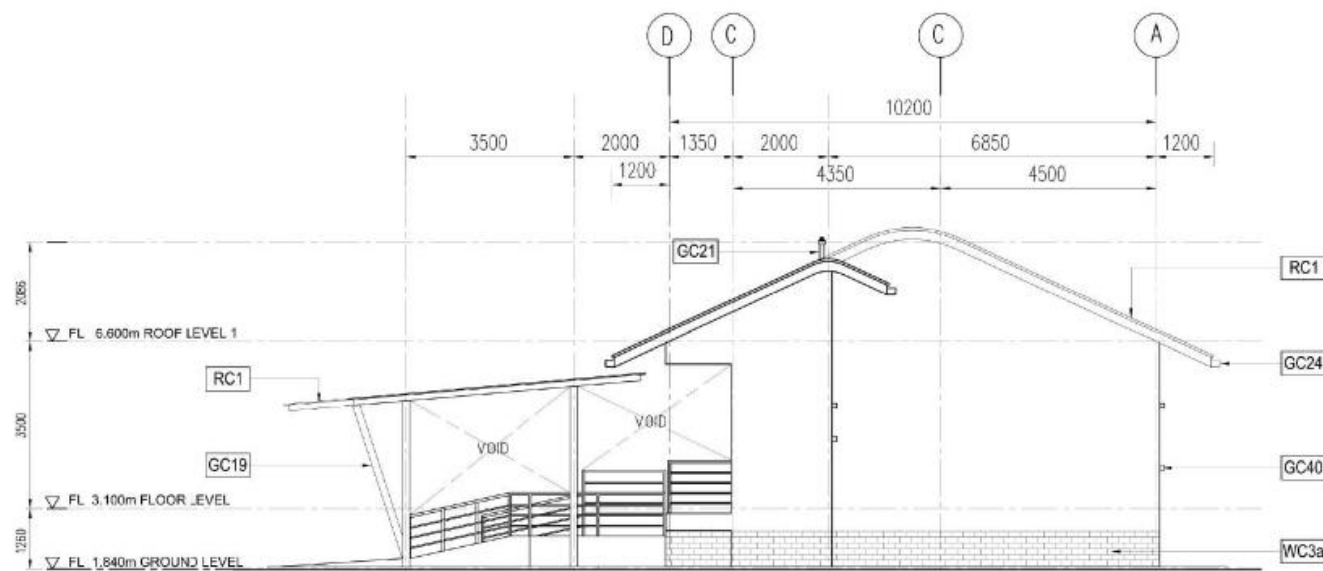 D C C A
10200
3500 2000 1350 2000 6850 1200
1200 4350 4500
GC21
RC1
2086
FL 6.600m ROOF LEVEL 1
GC24
RC1
3500
VOID
VOID
GC19
GC40
FL 3.100m FLOOR LEVEL
1260
WC3a
FL 1.840m GROUND LEVEL